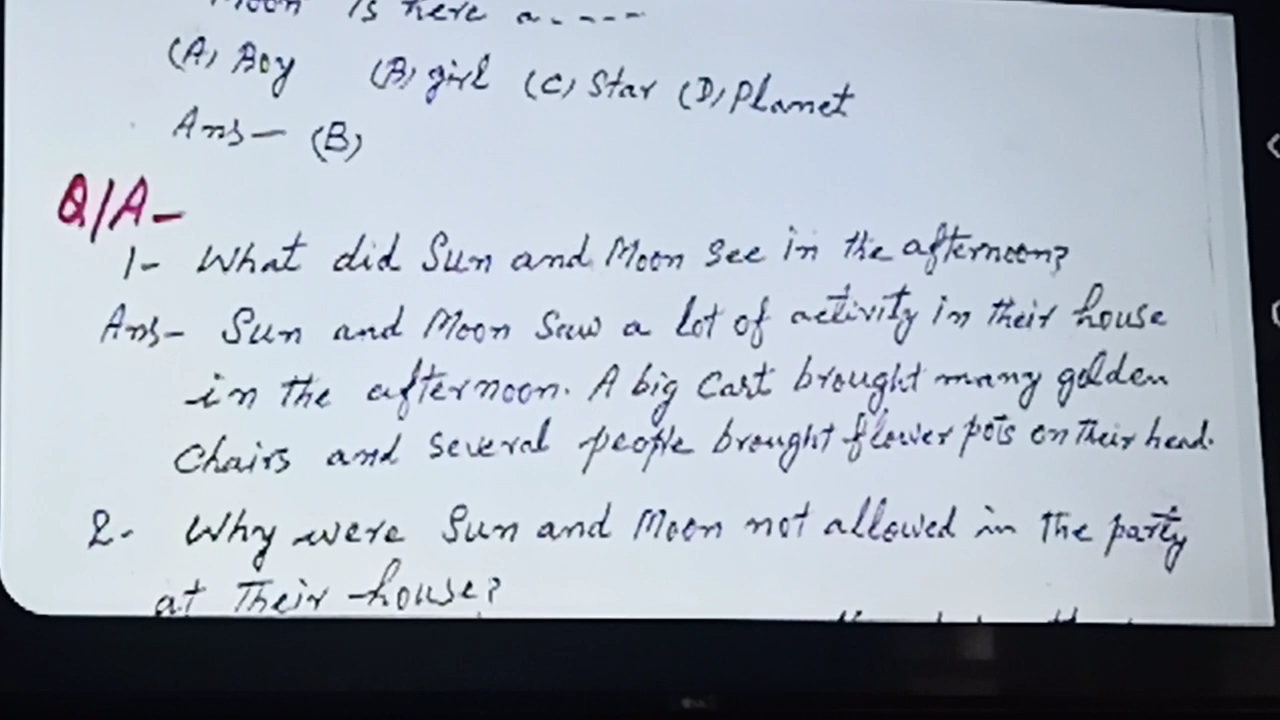 Moon is here a-----
(A) Boy (B) girl (C) Star (D) Planet
Ans- (B)
Q/A-
1- What did Sun and Moon See in the afternoon?
Ans- Sun and Moon Saw a lot of activity in their house
in the afternoon. A big Cart brought many golden
Chairs and several people brought flower pots on their head.
2- Why were Sun and Moon not allowed in the party
at Their house?